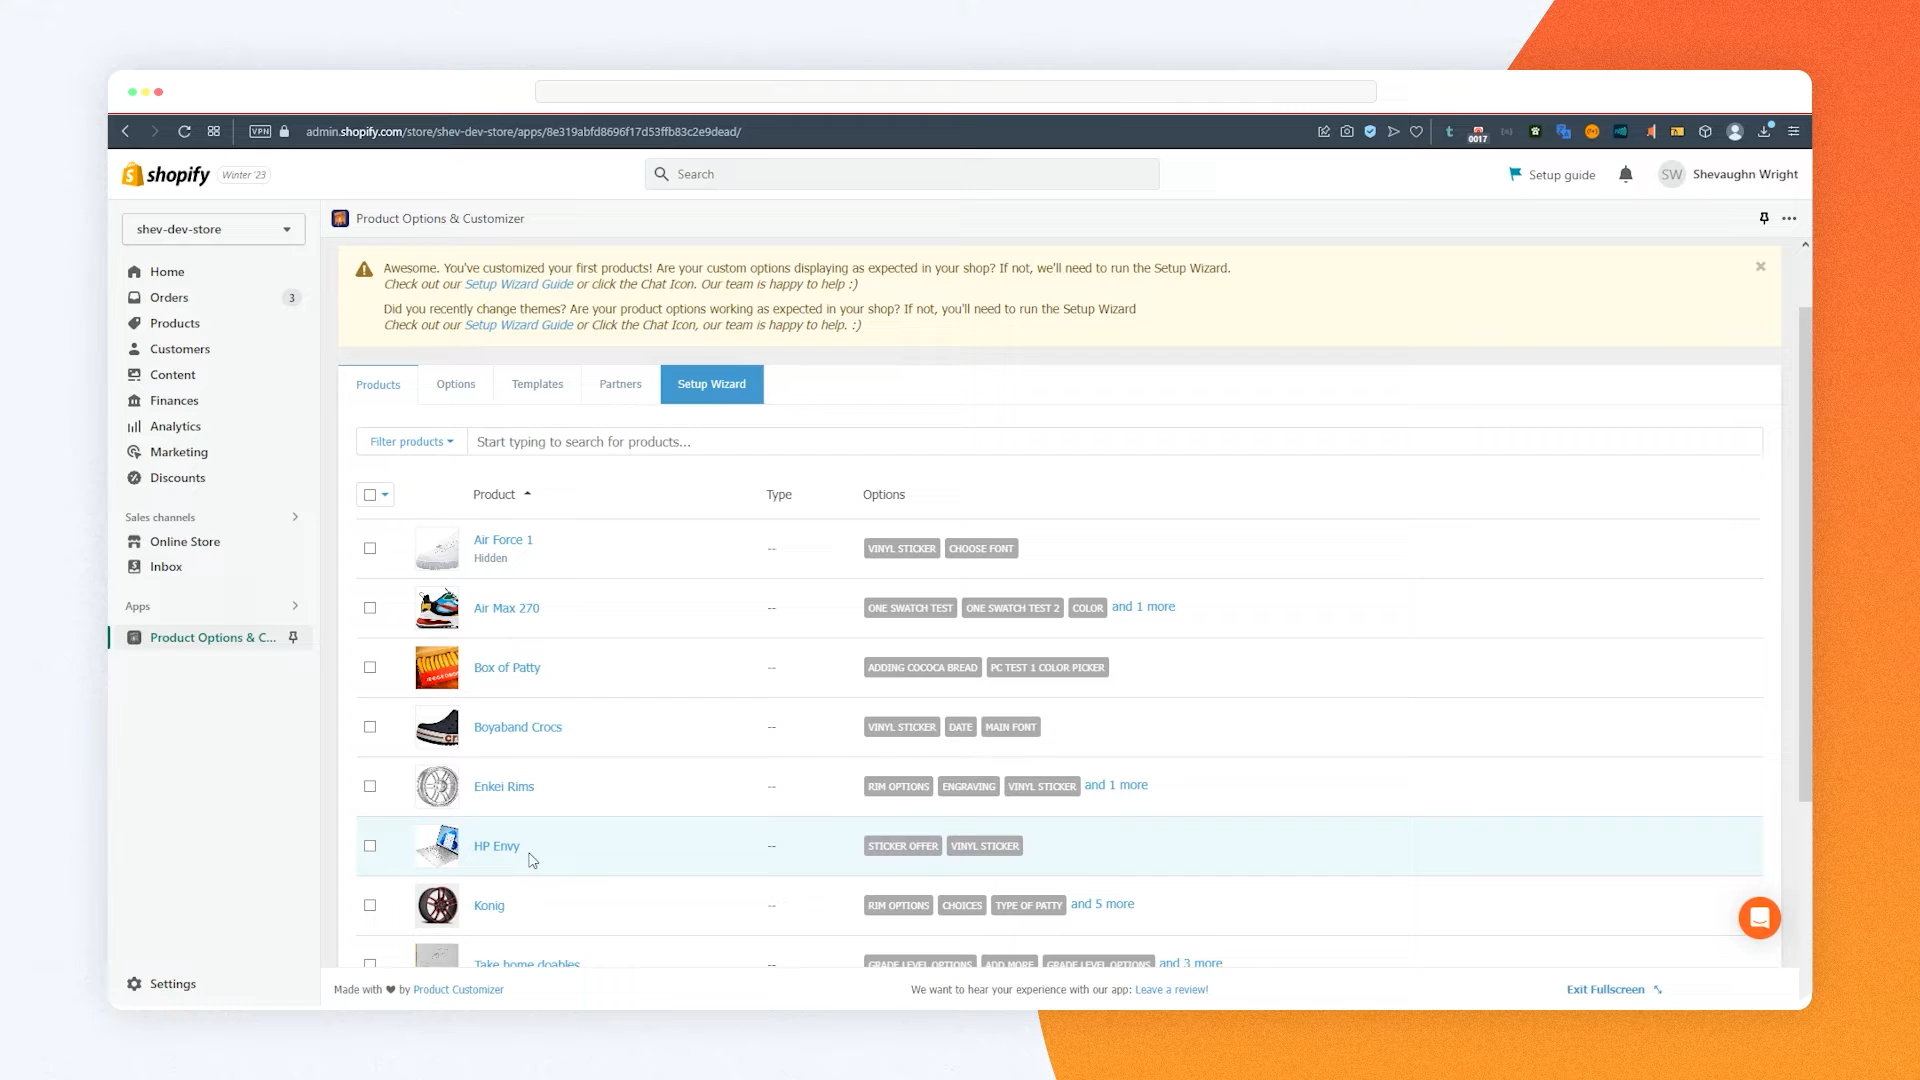 VPN
admin.shopify.com/store/shev-dev-store/apps/8e319abfd8696f17d53ffb83c2e9dead/
0017
shopify
Winter '23
Search
Setup guide
SW
Shevaughn Wright
shev-dev-store
Product Options & Customizer
Home
Orders
3
Products
Customers
Content
Finances
Analytics
Marketing
Discounts
Sales channels
Online Store
Inbox
Apps
Product Options & C...
Settings
Awesome. You've customized your first products! Are your custom options displaying as expected in your shop? If not, we'll need to run the Setup Wizard.
Check out our Setup Wizard Guide or click the Chat Icon. Our team is happy to help :)
Did you recently change themes? Are your product options working as expected in your shop? If not, you'll need to run the Setup Wizard
Check out our Setup Wizard Guide or Click the Chat Icon, our team is happy to help. :)
Products
Options
Templates
Partners
Setup Wizard
Filter products
Start typing to search for products...
Product
Type
Options
Air Force 1
Hidden
--
VINYL STICKER CHOOSE FONT
Air Max 270
--
ONE SWATCH TEST ONE SWATCH TEST 2 COLOR and 1 more
Box of Patty
--
ADDING COCOCA BREAD PC TEST 1 COLOR PICKER
Boyaband Crocs
--
VINYL STICKER DATE MAIN FONT
Enkei Rims
--
RIM OPTIONS ENGRAVING VINYL STICKER and 1 more
HP Envy
--
STICKER OFFER VINYL STICKER
Konig
--
RIM OPTIONS CHOICES TYPE OF PATTY and 5 more
Take home doables
--
GRADE LEVEL OPTIONS ADD MORE GRADE LEVEL OPTIONS and 3 more
Made with ♥ by Product Customizer
We want to hear your experience with our app: Leave a review!
Exit Fullscreen